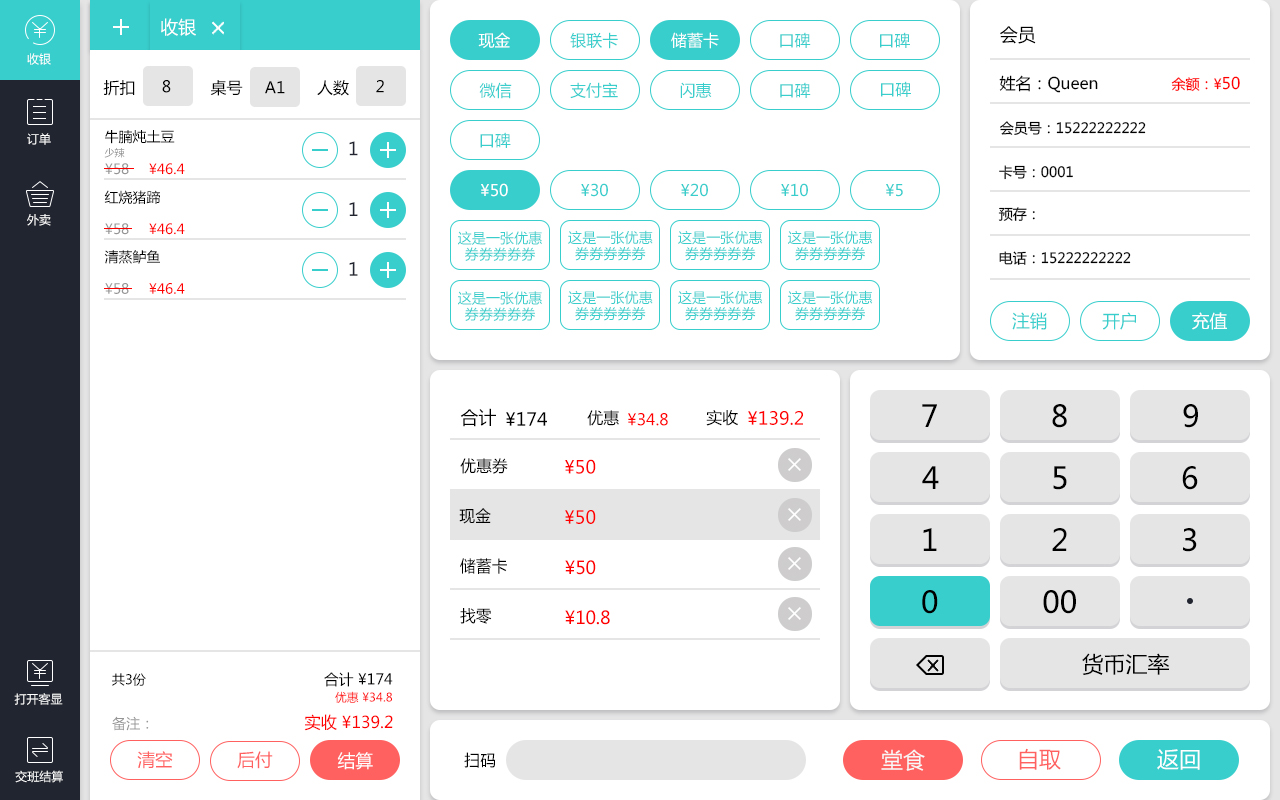 收银
订单
外卖
打开客显
交班结算
+ 收银 ×
折扣 8 桌号 A1 人数 2
牛腩炖土豆
少辣
¥58 ¥46.4
1
红烧猪蹄
¥58 ¥46.4
1
清蒸鲈鱼
¥58 ¥46.4
1
共3份 合计 ¥174
优惠 ¥34.8
备注： 实收 ¥139.2
清空 后付 结算
现金 银联卡 储蓄卡 口碑 口碑
微信 支付宝 闪惠 口碑 口碑
口碑
¥50 ¥30 ¥20 ¥10 ¥5
这是一张优惠 这是一张优惠 这是一张优惠 这是一张优惠
券券券券券 券券券券券 券券券券券 券券券券券
这是一张优惠 这是一张优惠 这是一张优惠 这是一张优惠
券券券券券 券券券券券 券券券券券 券券券券券
会员
姓名：Queen 余额：¥50
会员号：15222222222
卡号：0001
预存：
电话：15222222222
注销 开户 充值
合计 ¥174 优惠 ¥34.8 实收 ¥139.2
优惠券 ¥50
现金 ¥50
储蓄卡 ¥50
找零 ¥10.8
7 8 9
4 5 6
1 2 3
0 00 ·
货币汇率
扫码 堂食 自取 返回